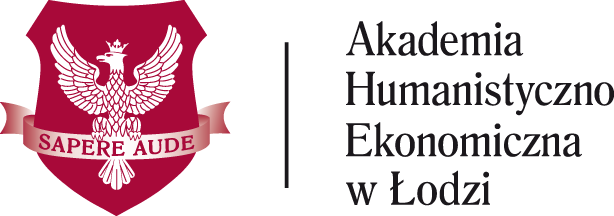 SAPERE AUDE
Akademia
Humanistyczno
Ekonomiczna
w Łodzi